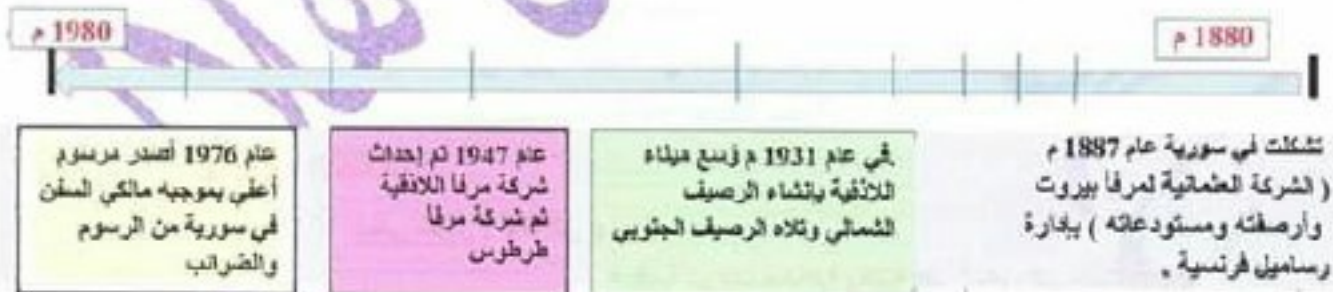 1880 م
1980 م
تشكلت في سورية عام 1887 م
( الشركة العثمانية لمرفأ بيروت
وأرصفته ومستودعاته ) بإدارة
رساميل فرنسية .
في عام 1931 م وسع ميناء
اللاذقية بإنشاء الرصيف
الشمالي وتلاه الرصيف الجنوبي
عام 1947 تم إحداث
شركة مرفأ اللاذقية
ثم شركة مرفأ
طرطوس
عام 1976 أصدر مرسوم
أعفي بموجبه مالكي السفن
في سورية من الرسوم
والضرائب